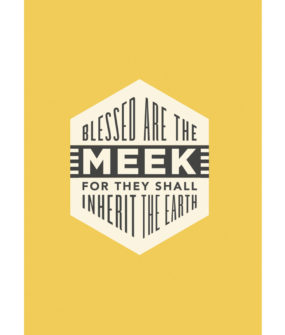 BLESSED ARE THE
MEEK
FOR THEY SHALL
INHERIT THE EARTH